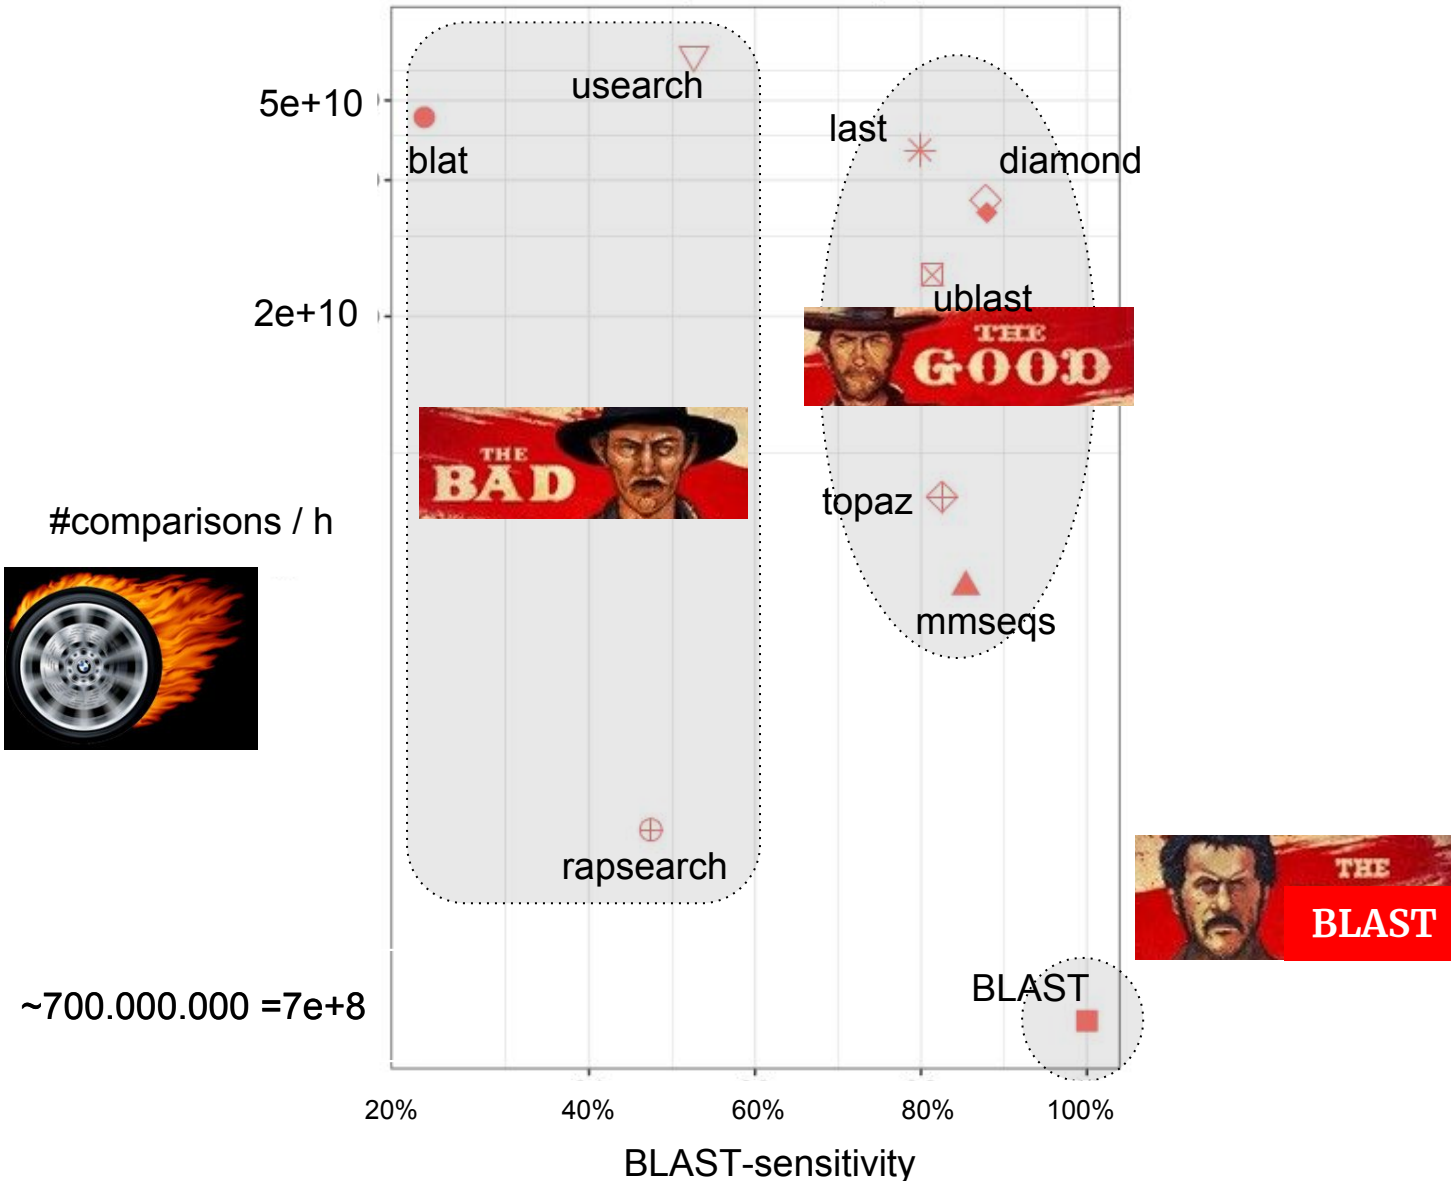 usearch
5e+10
last
blat
diamond
ublast
2e+10
THE
GOOD
THE
BAD
topaz
#comparisons / h
mmseqs
rapsearch
THE
BLAST
BLAST
~700.000.000 =7e+8
20%
40%
60%
80%
100%
BLAST-sensitivity